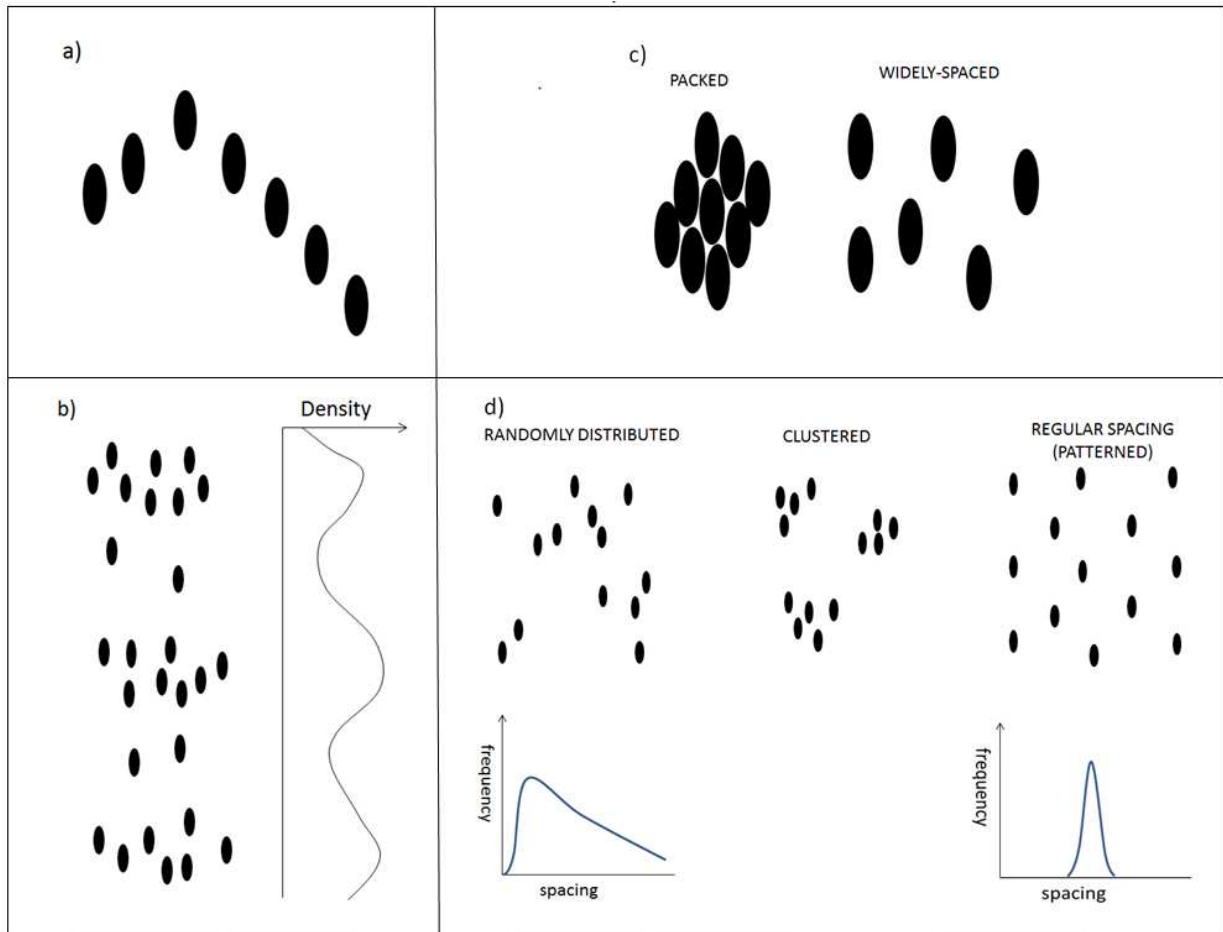 a)
c)
PACKED
WIDELY-SPACED
b)
Density
d)
RANDOMLY DISTRIBUTED
CLUSTERED
REGULAR SPACING
(PATTERNED)
frequency
spacing
frequency
spacing